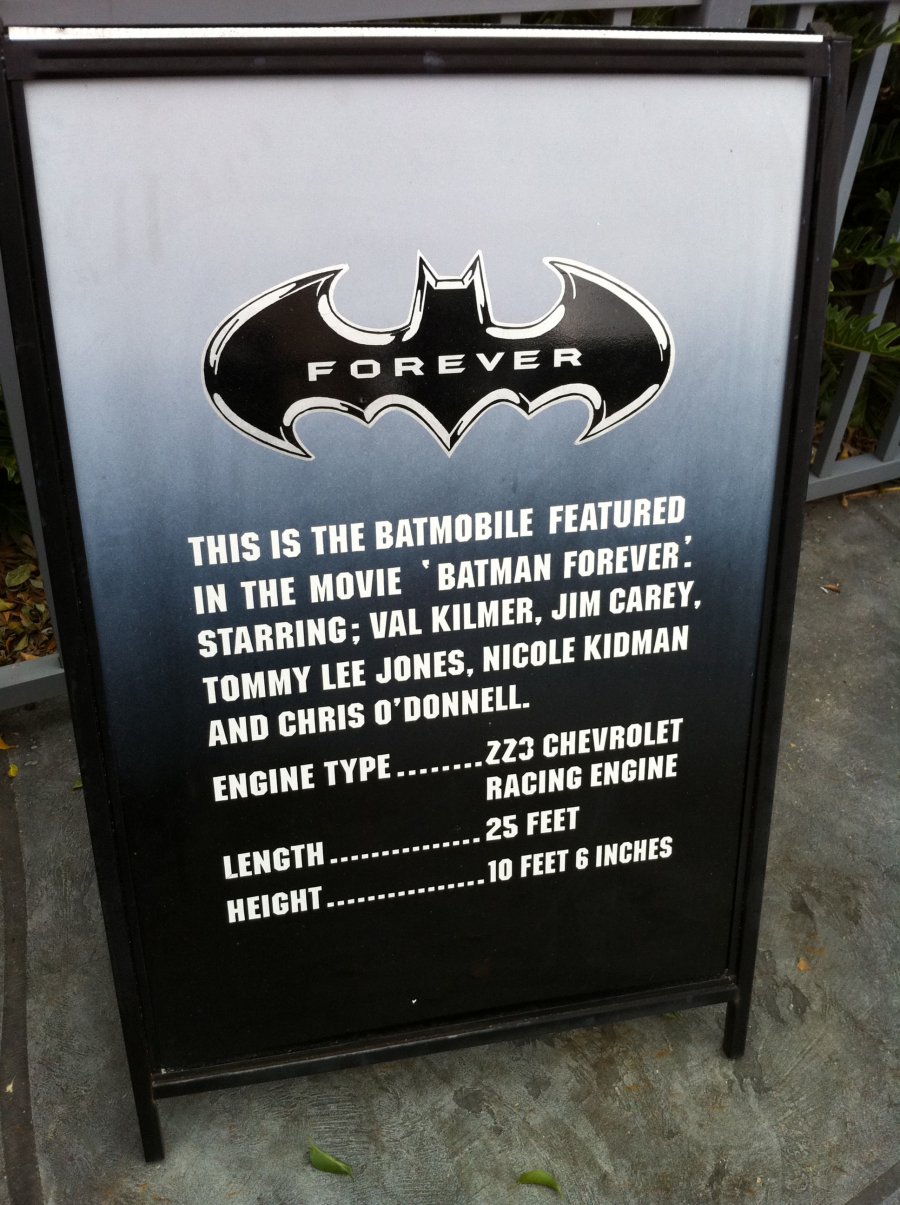 FOREVER
THIS IS THE BATMOBILE FEATURED
IN THE MOVIE 'BATMAN FOREVER'.
STARRING; VAL KILMER, JIM CAREY,
TOMMY LEE JONES, NICOLE KIDMAN
AND CHRIS O'DONNELL.
ENGINE TYPE........ZZ3 CHEVROLET
RACING ENGINE
LENGTH...............25 FEET
HEIGHT................10 FEET 6 INCHES